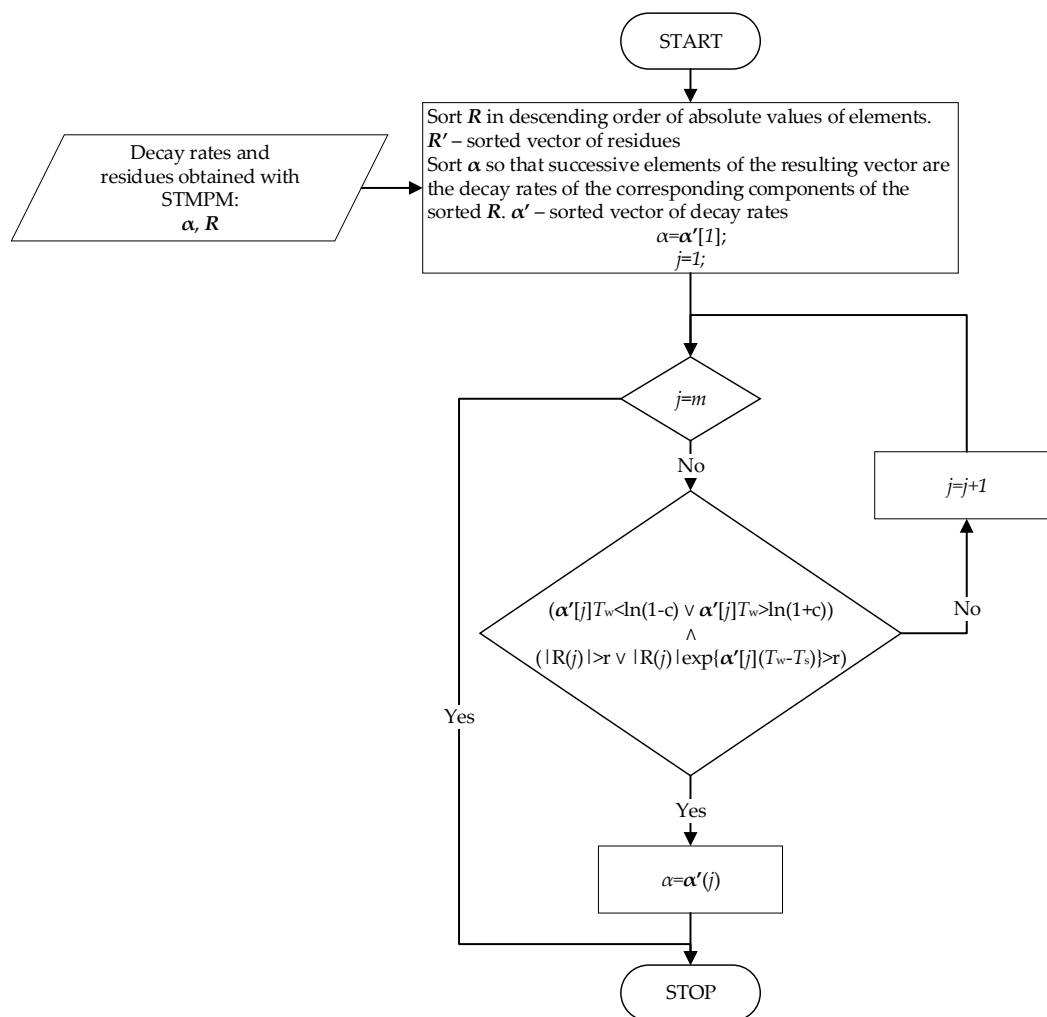 START
Decay rates and
residues obtained with
STMPM:
α, R
Sort R in descending order of absolute values of elements.
R' – sorted vector of residues
Sort α so that successive elements of the resulting vector are
the decay rates of the corresponding components of the
sorted R. α' – sorted vector of decay rates
α=α'[1];
j=1;
j=m
No
j=j+1
(α'[j]Tw<ln(1-c) ∨ α'[j]Tw>ln(1+c))
∧
(|R(j)|>r ∨ |R(j)|exp{α'[j](Tw-Ts)}>r)
No
Yes
Yes
α=α'(j)
STOP